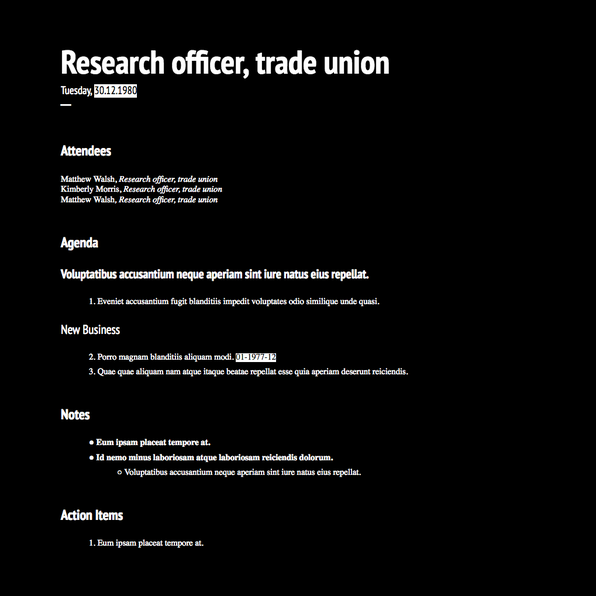 Research officer, trade union
Tuesday, 30.12.1980
Attendees
Matthew Walsh, Research officer, trade union
Kimberly Morris, Research officer, trade union
Matthew Walsh, Research officer, trade union
Agenda
Voluptatibus accusantium neque aperiam sint iure natus eius repellat.
1. Eveniet accusantium fugit blanditiis impedit voluptates odio similique unde quasi.
New Business
2. Porro magnam blanditiis aliquam modi. 01-1977-12
3. Quae quae aliquam nam atque itaque beatae repellat esse quia aperiam deserunt reiciendis.
Notes
● Eum ipsam placeat tempore at.
● Id nemo minus laboriosam atque laboriosam reiciendis dolorum.
○ Voluptatibus accusantium neque aperiam sint iure natus eius repellat.
Action Items
1. Eum ipsam placeat tempore at.